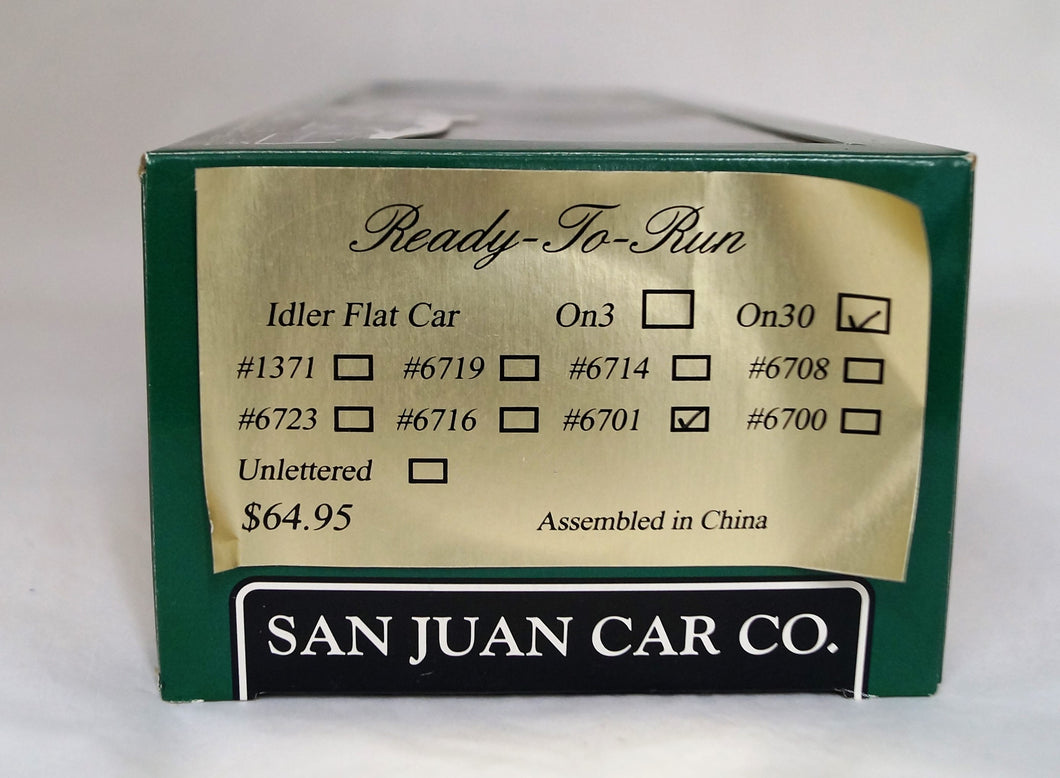 Ready-To-Run
Idler Flat Car On3 ☐ On30 ☑
#1371 ☐ #6719 ☐ #6714 ☐ #6708 ☐
#6723 ☐ #6716 ☐ #6701 ☑ #6700 ☐
Unlettered ☐
$64.95 Assembled in China
SAN JUAN CAR CO.